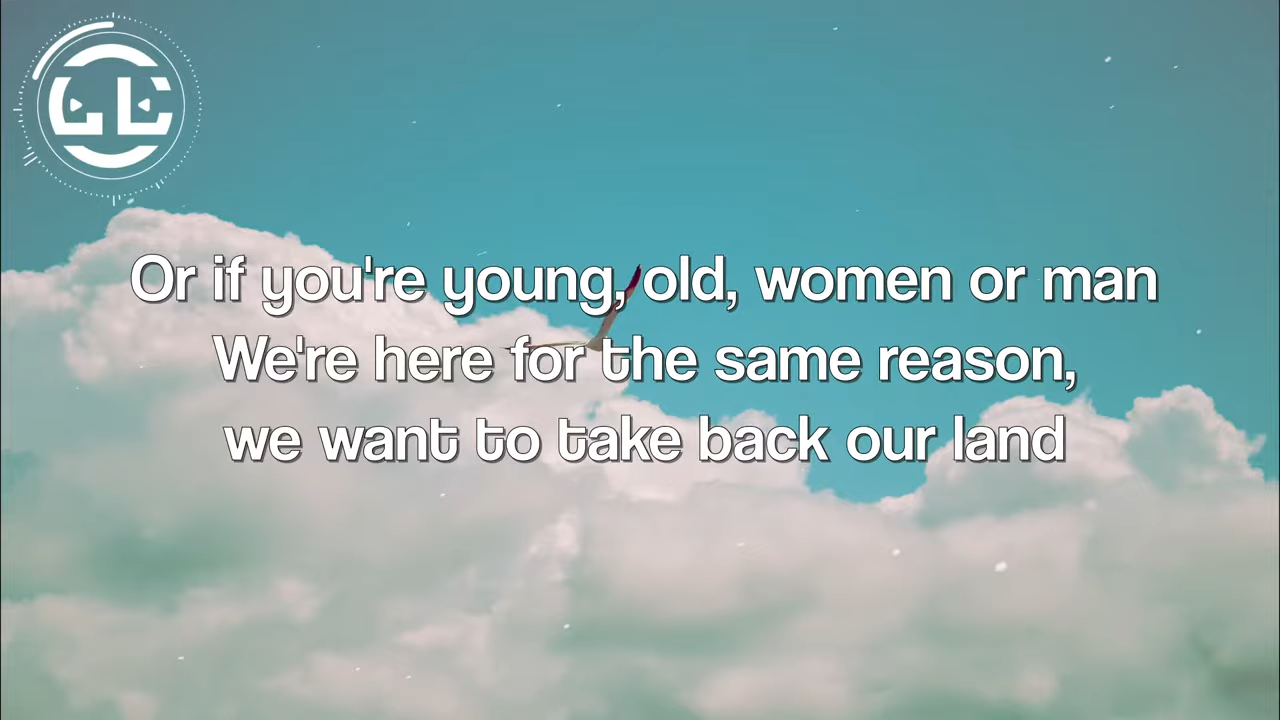 Or if you're young, old, women or man
We're here for the same reason,
we want to take back our land